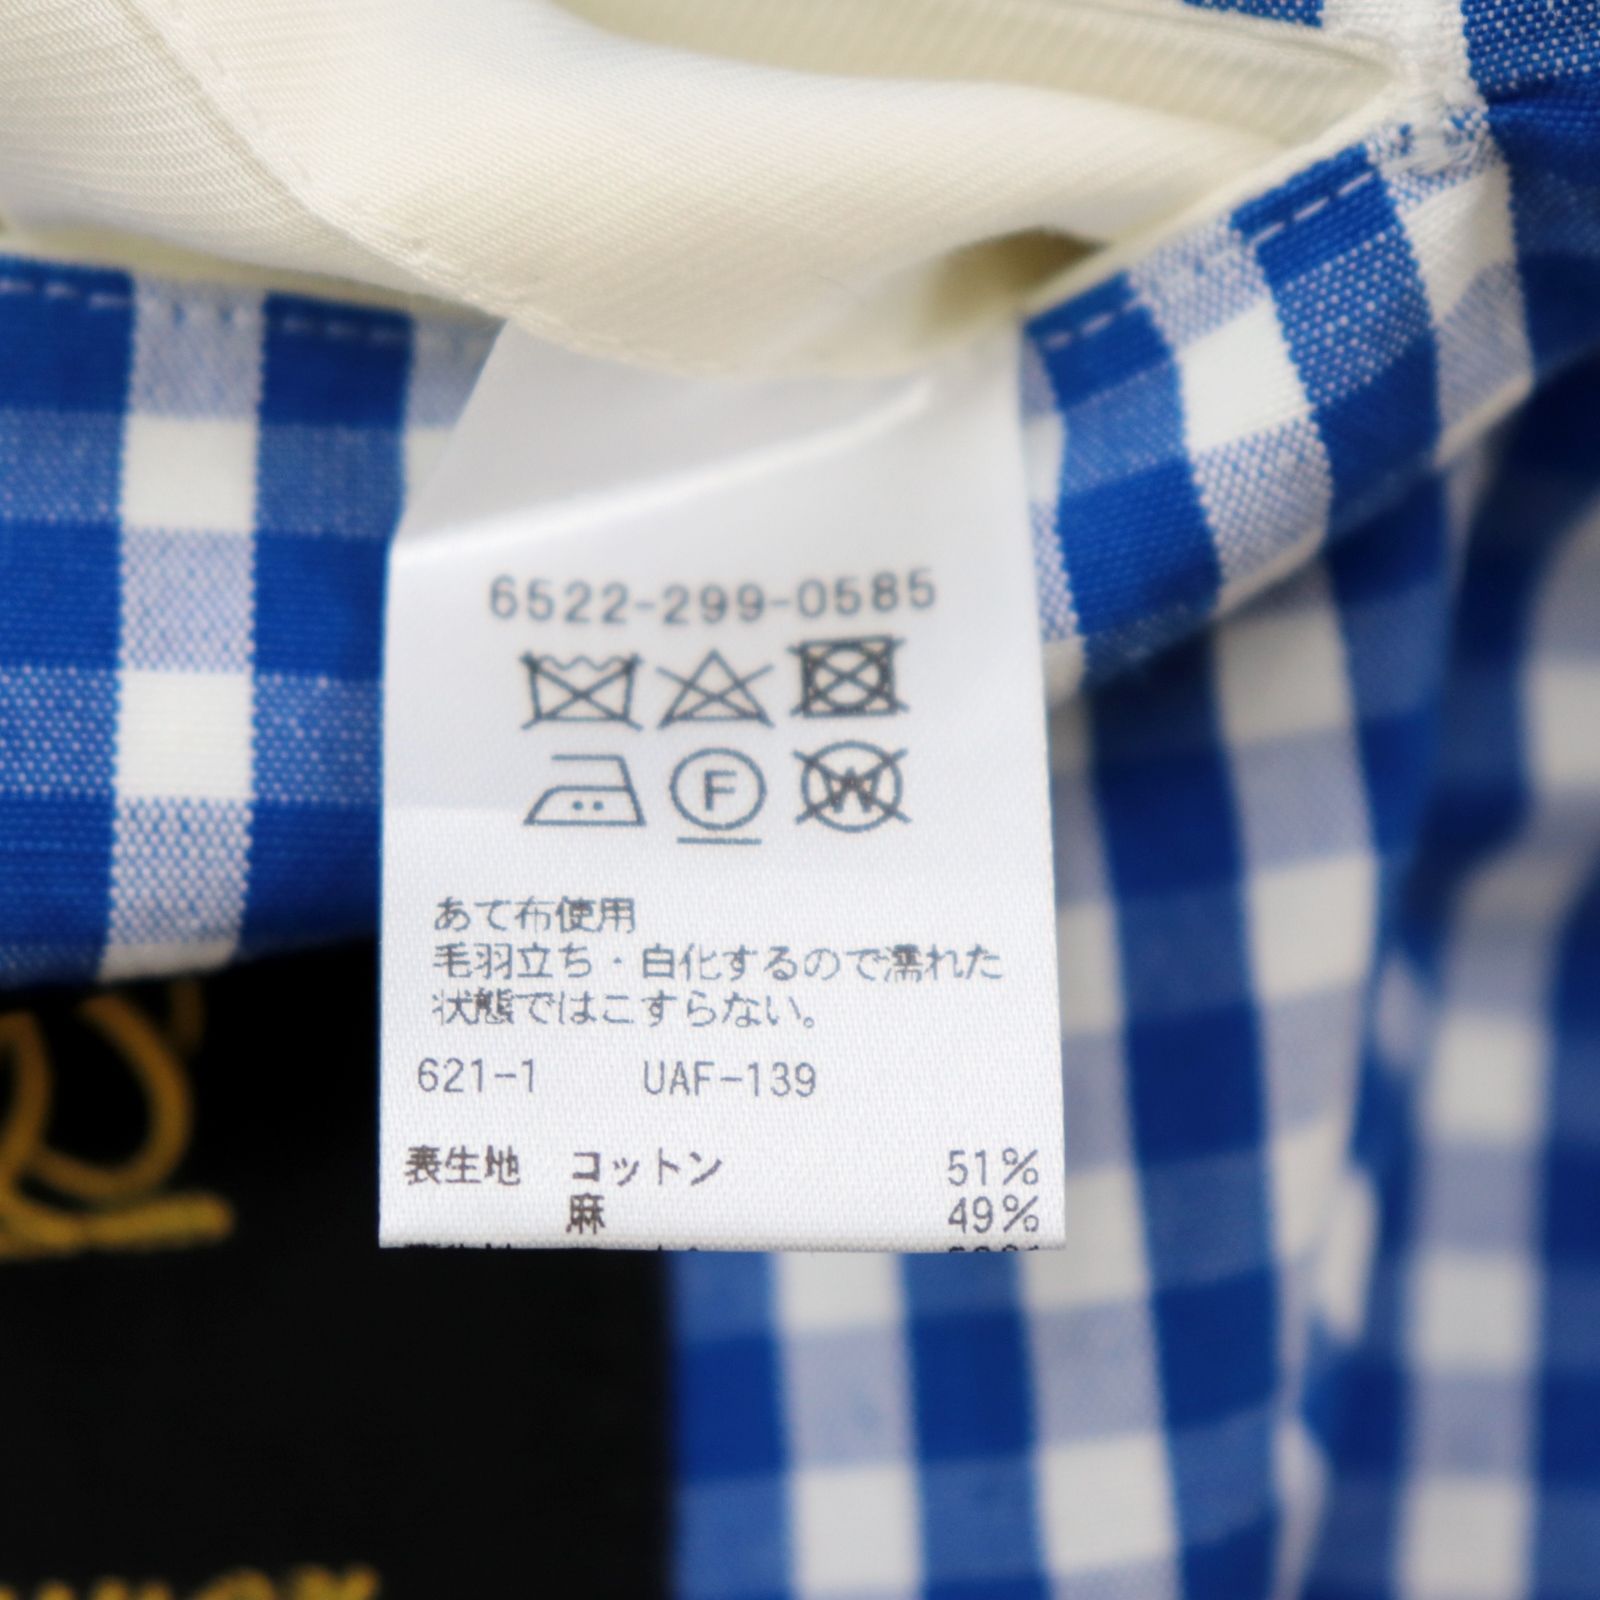 6522-299-0585
F W
あて布使用
毛羽立ち・白化するので濡れた
状態ではこすらない。
621-1 UAF-139
表生地 コットン 51%
麻 49%